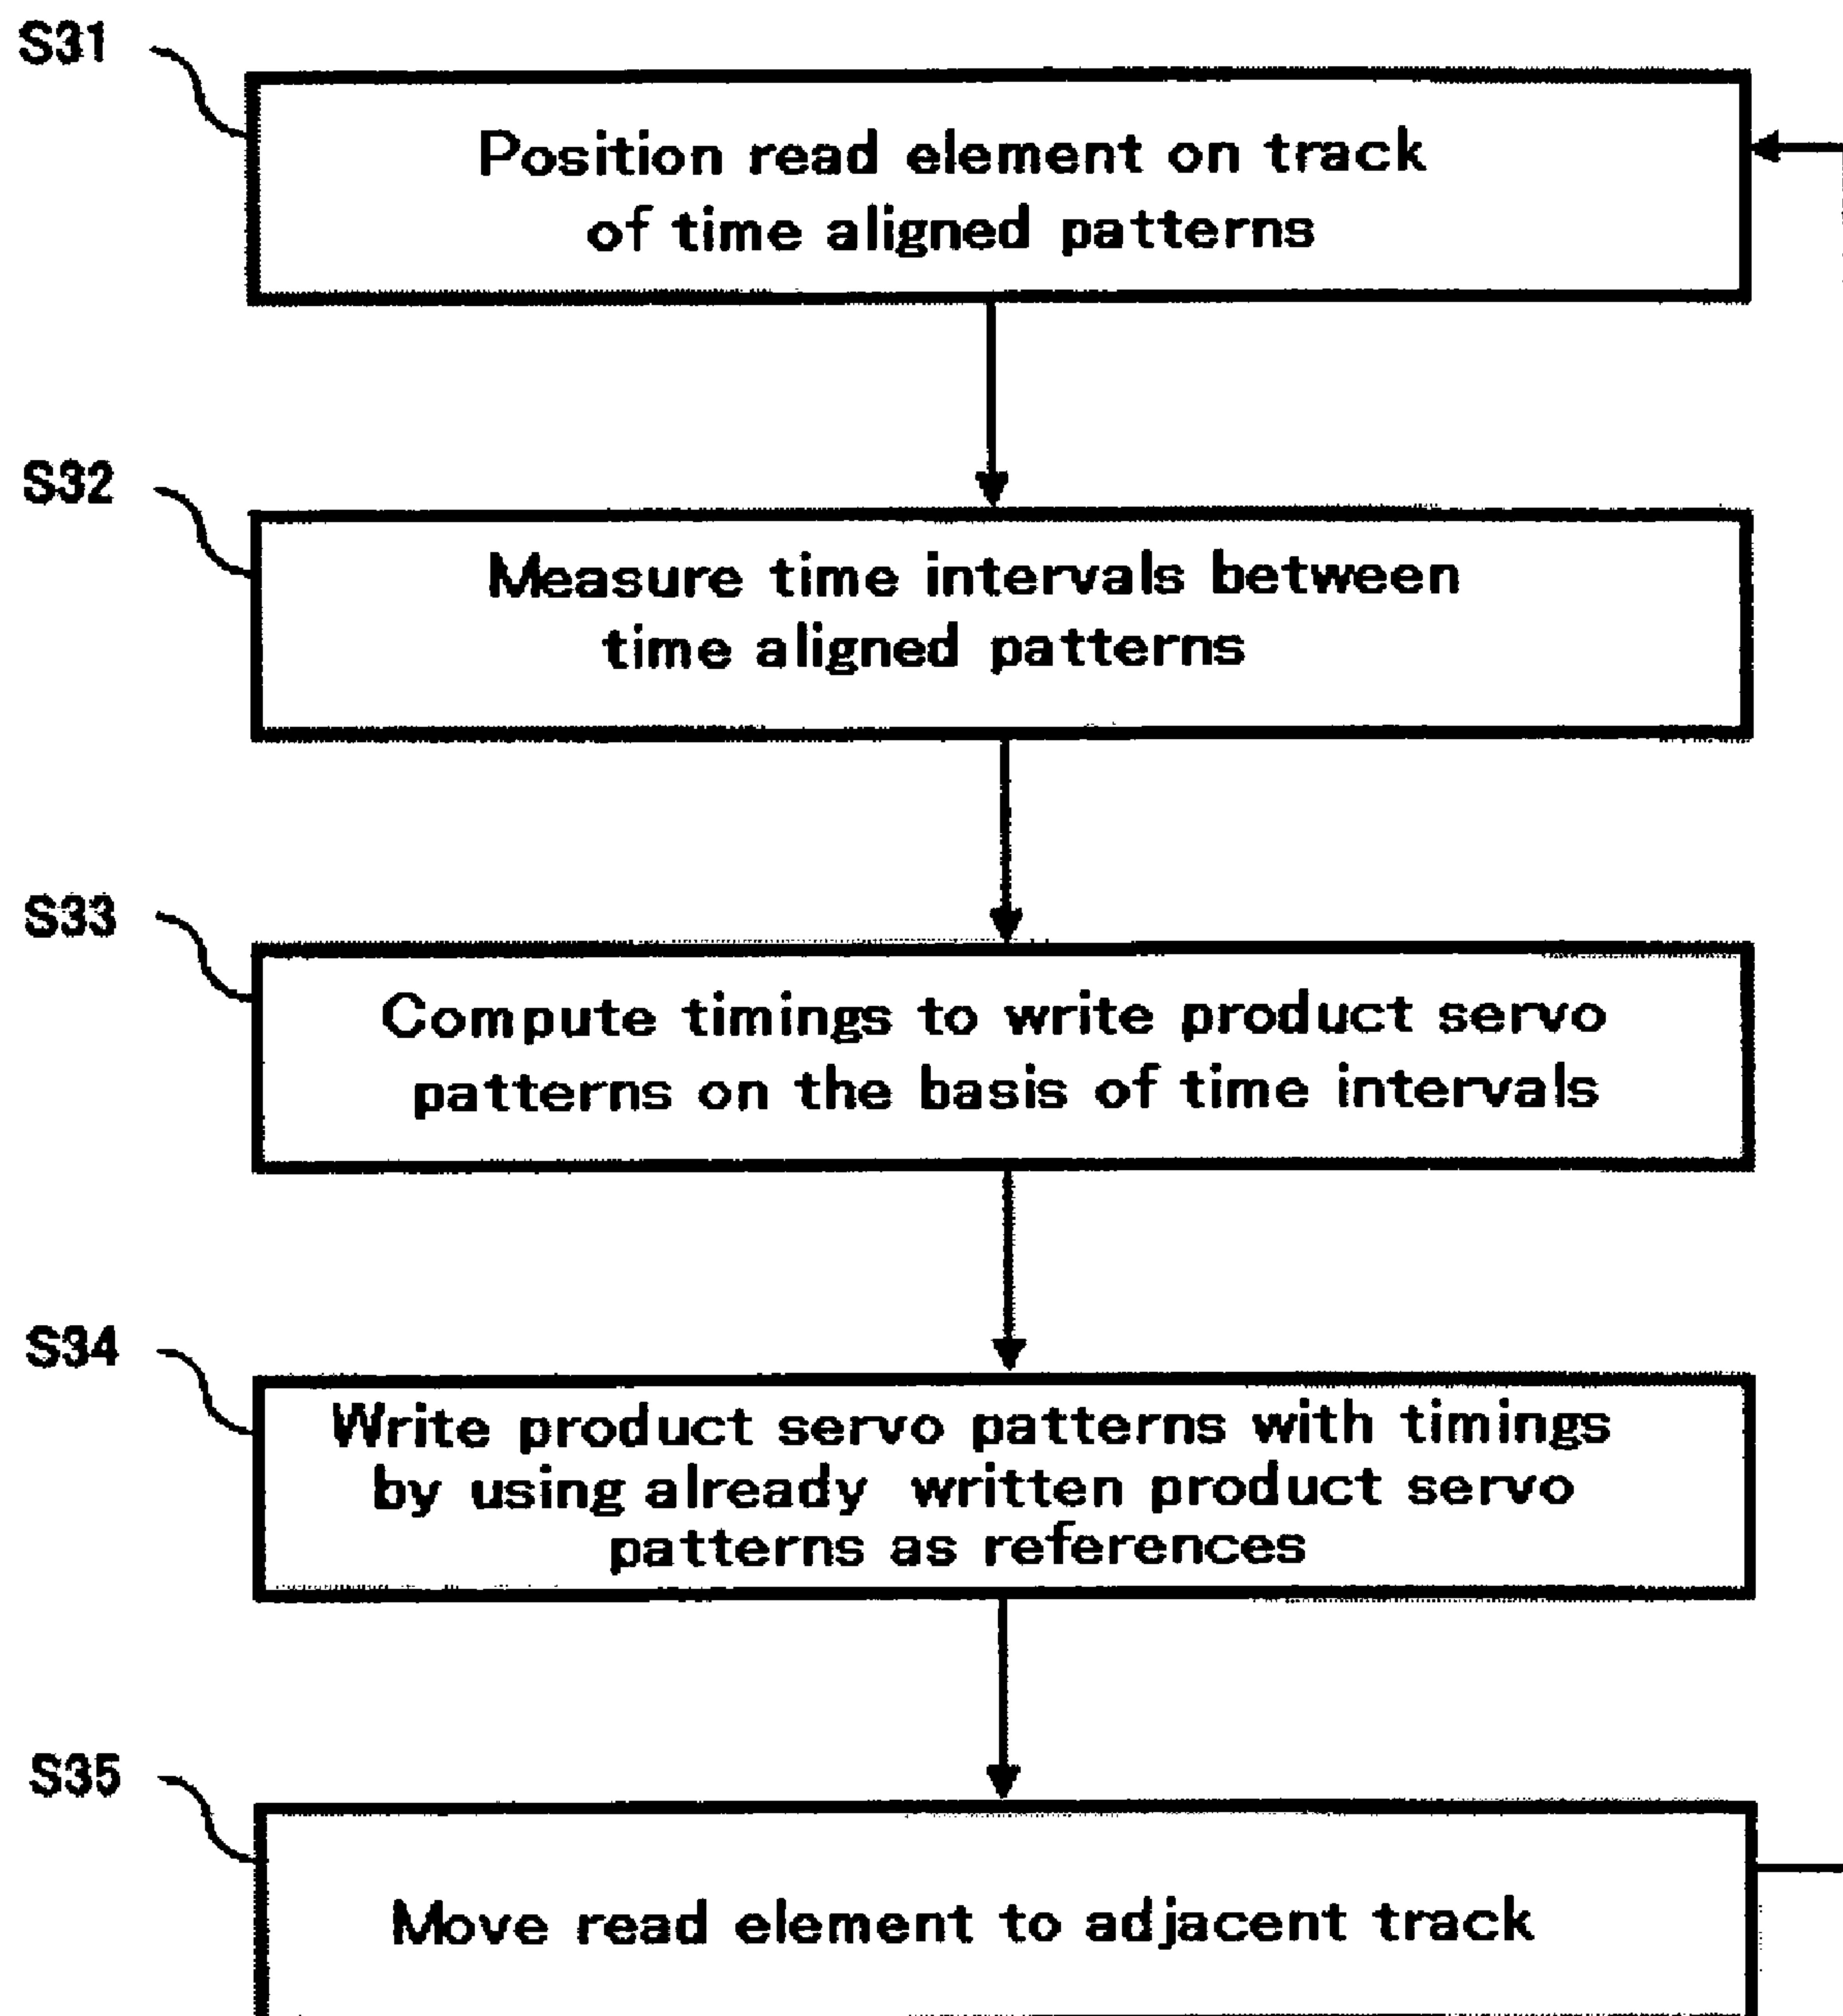 S31
Position read element on track
of time aligned patterns
S32
Measure time intervals between
time aligned patterns
S33
Compute timings to write product servo
patterns on the basis of time intervals
S34
Write product servo patterns with timings
by using already written product servo
patterns as references
S35
Move read element to adjacent track